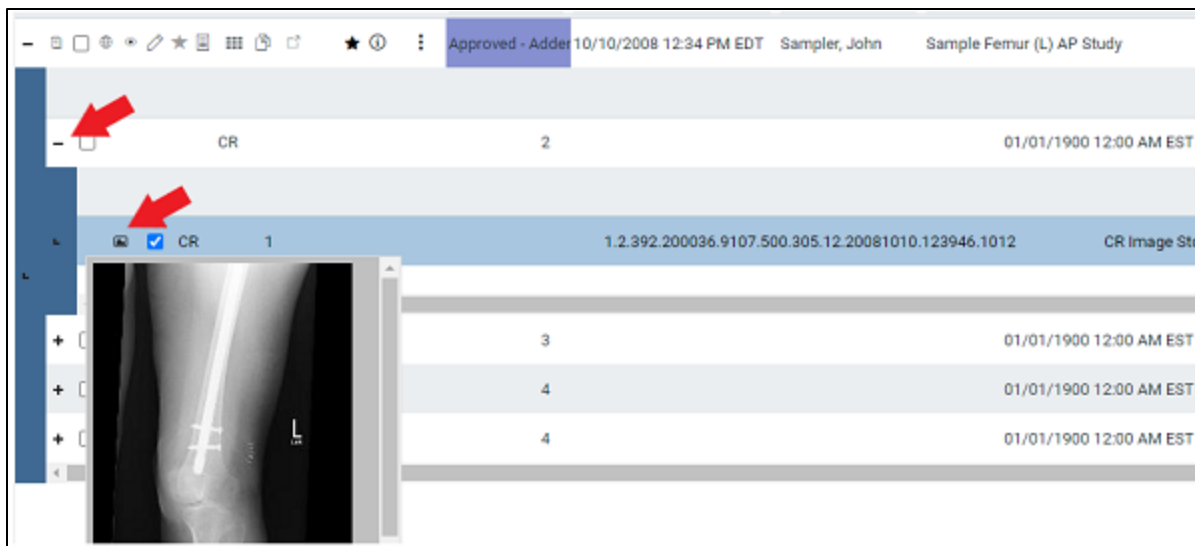 Approved - Adder 10/10/2008 12:34 PM EDT Sampler, John Sample Femur (L) AP Study
CR 2 01/01/1900 12:00 AM EST
CR 1 1.2.392.200036.9107.500.305.12.20081010.123946.1012 CR Image Sto
L
3 01/01/1900 12:00 AM EST
4 01/01/1900 12:00 AM EST
4 01/01/1900 12:00 AM EST